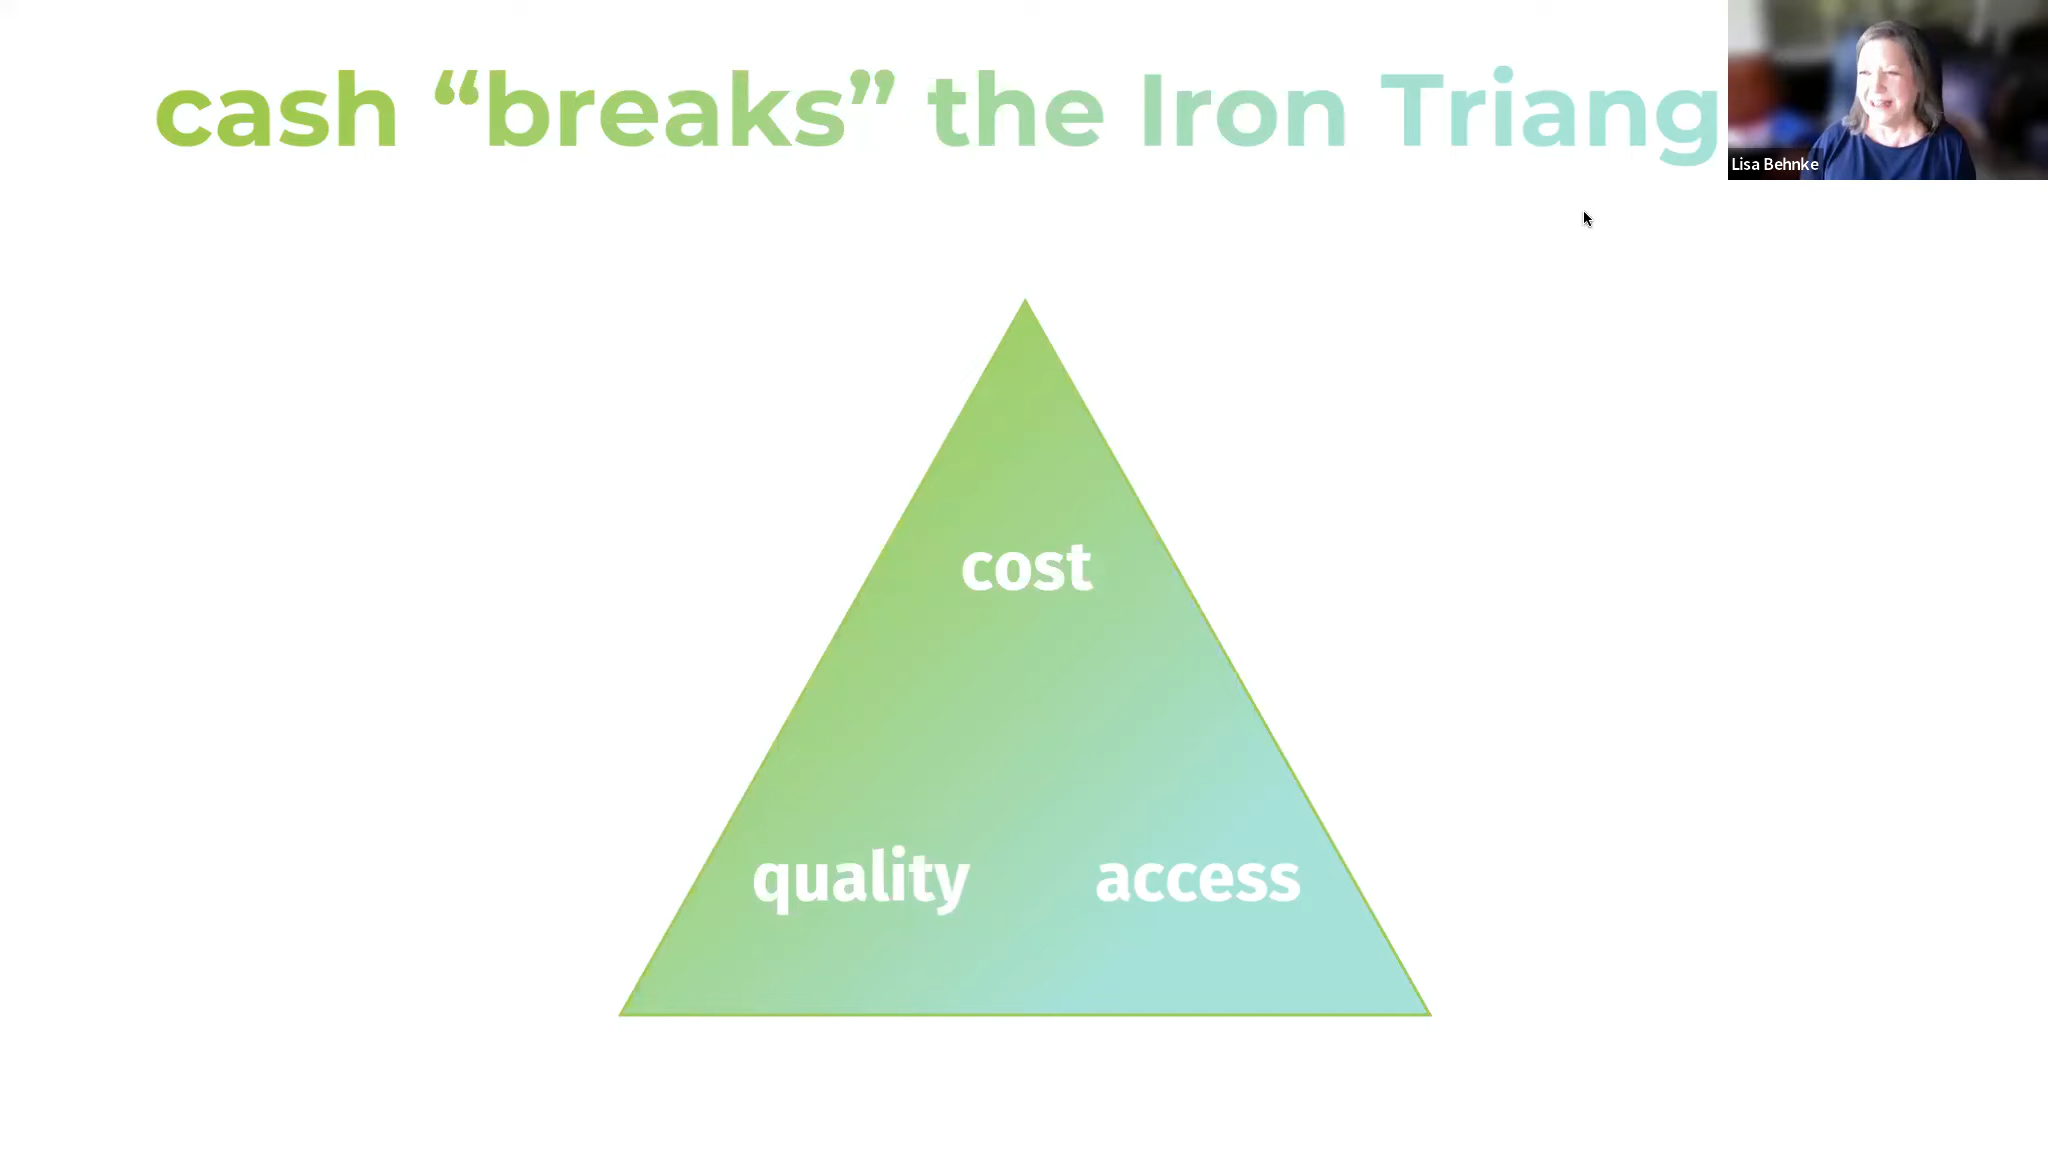 cash “breaks” the Iron Triang
Lisa Behnke
cost
quality access